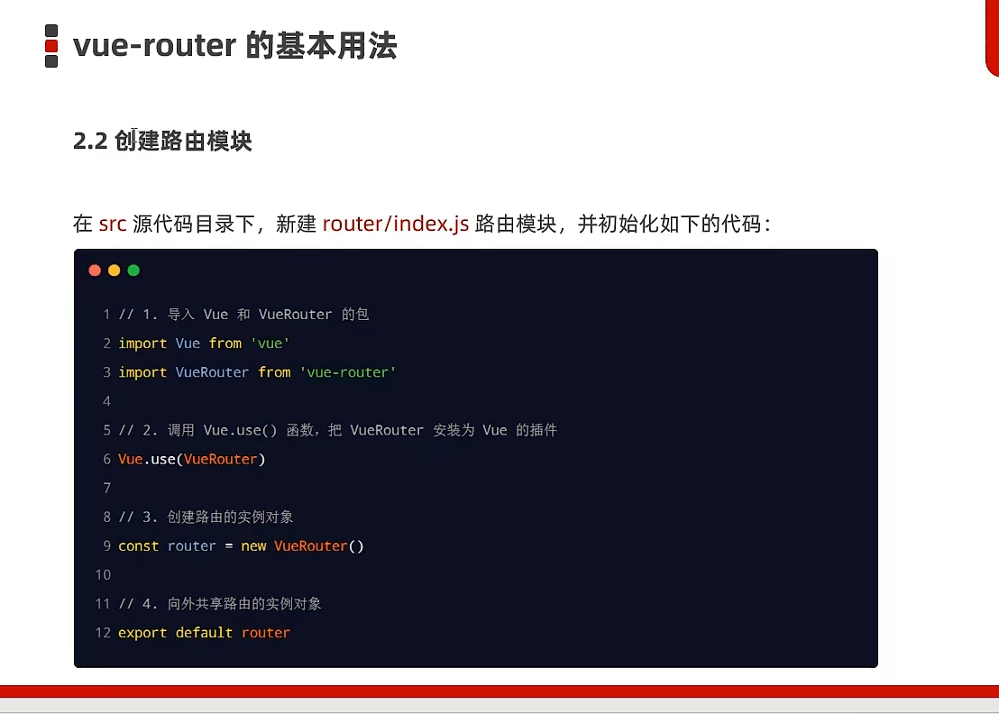 vue-router 的基本用法
2.2 创建路由模块
在 src 源代码目录下，新建 router/index.js 路由模块，并初始化如下的代码：
1 // 1. 导入 Vue 和 VueRouter 的包
2 import Vue from 'vue'
3 import VueRouter from 'vue-router'
4
5 // 2. 调用 Vue.use() 函数，把 VueRouter 安装为 Vue 的插件
6 Vue.use(VueRouter)
7
8 // 3. 创建路由的实例对象
9 const router = new VueRouter()
10
11 // 4. 向外共享路由的实例对象
12 export default router